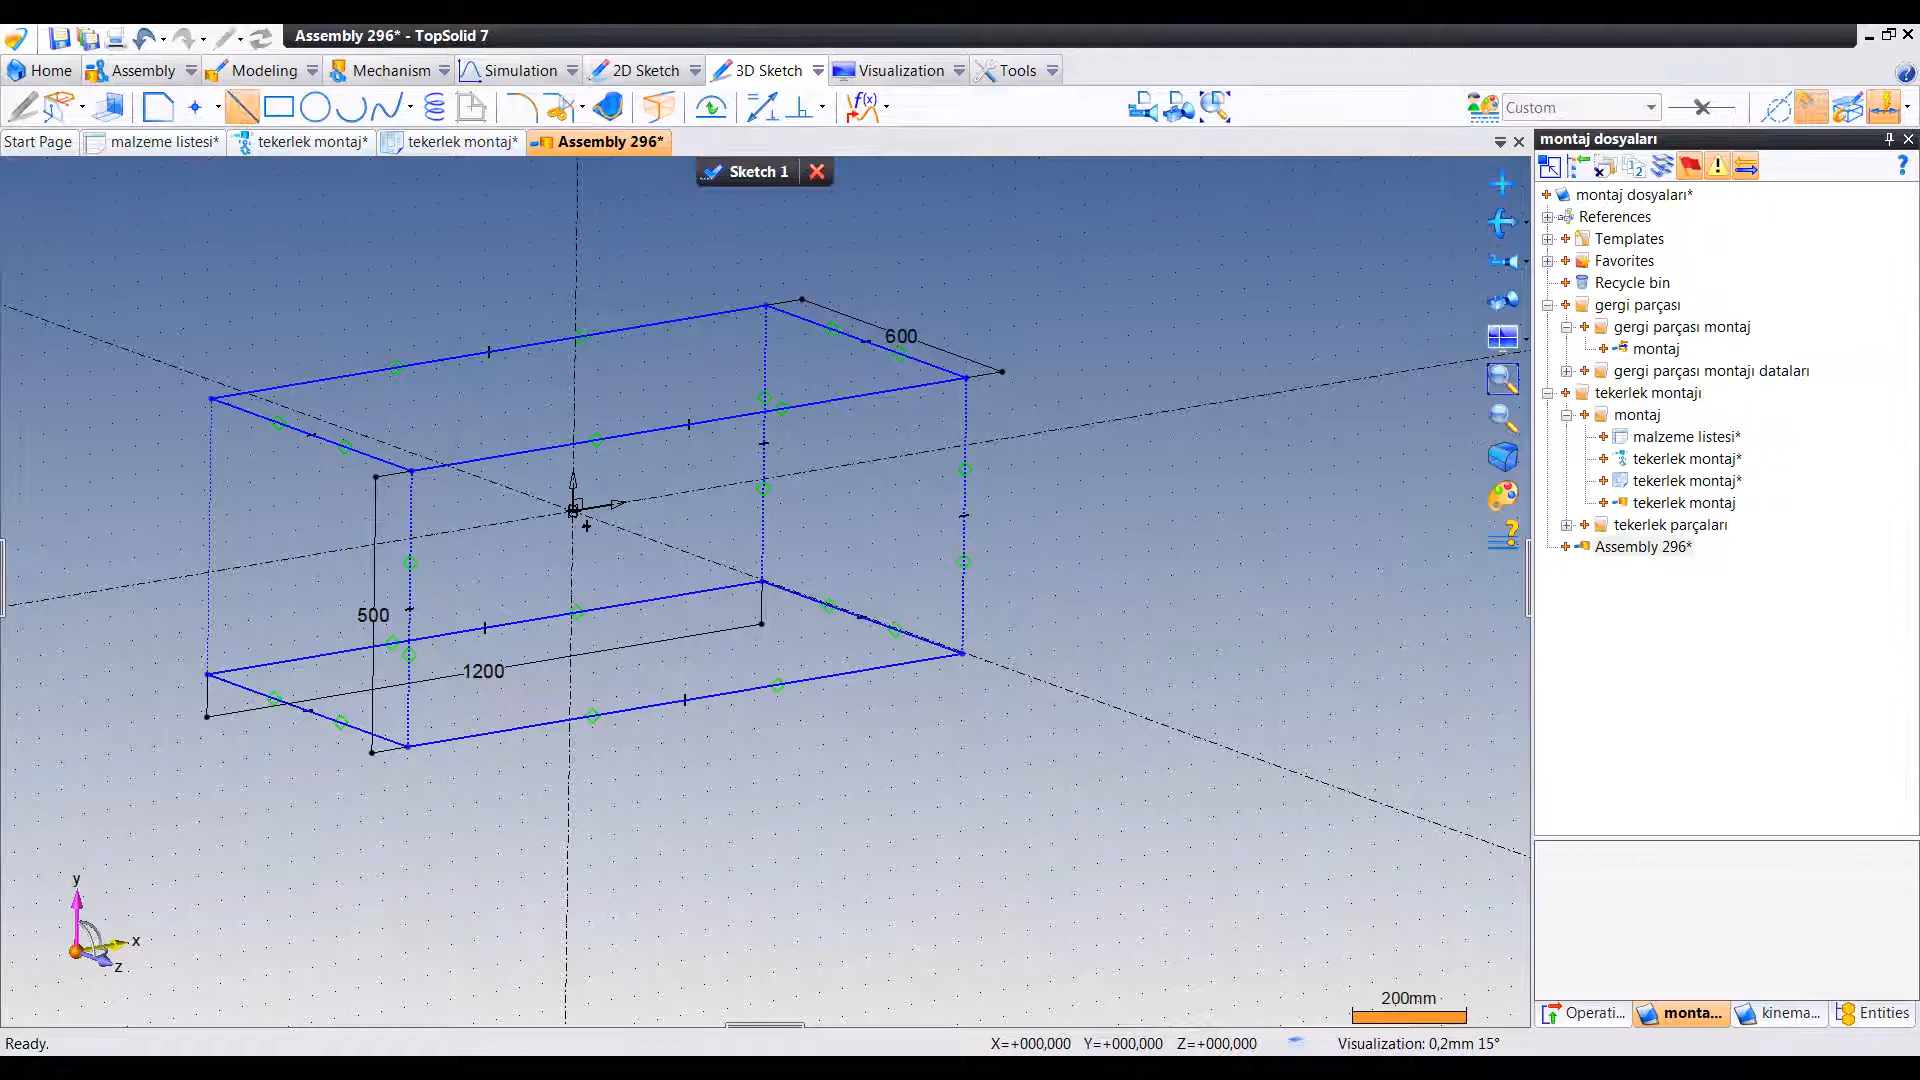 Assembly 296* - TopSolid 7
Home Assembly Modeling Mechanism Simulation 2D Sketch 3D Sketch Visualization Tools
Custom
Start Page malzeme listesi* tekerlek montaj* tekerlek montaj* Assembly 296*
Sketch 1
montaj dosyaları
montaj dosyaları*
References
Templates
Favorites
Recycle bin
gergi parçası
gergi parçası montaj
montaj
gergi parçası montajı dataları
tekerlek montajı
montaj
malzeme listesi*
tekerlek montaj*
tekerlek montaj*
tekerlek montaj
tekerlek parçaları
Assembly 296*
600
500
1200
y
x
z
200mm
Operati... monta... kinema... Entities
Ready.
X=+000,000 Y=+000,000 Z=+000,000 Visualization: 0,2mm 15°